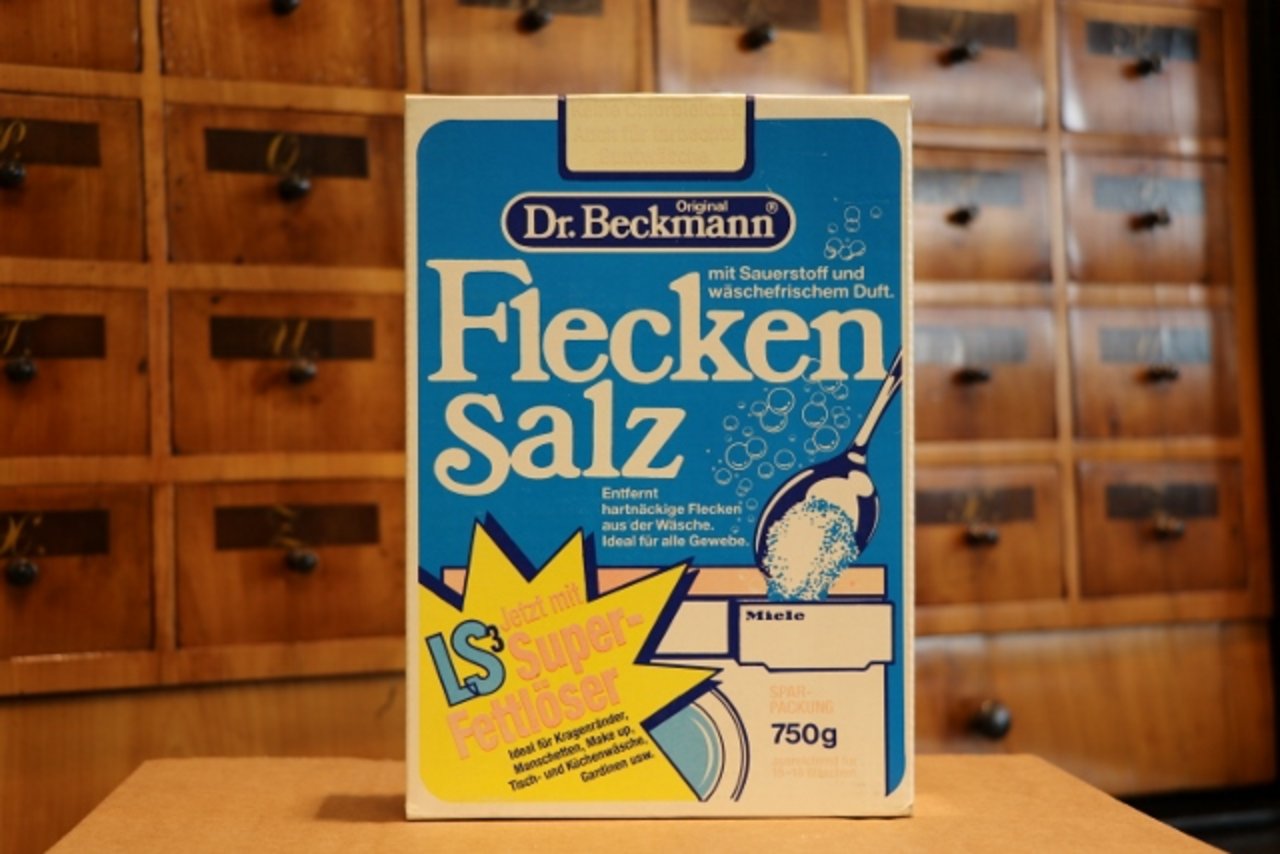 Original
Dr. Beckmann®
mit Sauerstoff und
wäschefrischem Duft.
Flecken
salz
Entfernt
hartnäckige Flecken
aus der Wäsche.
Ideal für alle Gewebe.
Jetzt mit
LS³ Super-
Fettlöser
Ideal für Kragenränder,
Manschetten, Make up,
Tisch- und Küchenwäsche,
Gardinen usw.
Miele
SPAR-
PACKUNG
750g